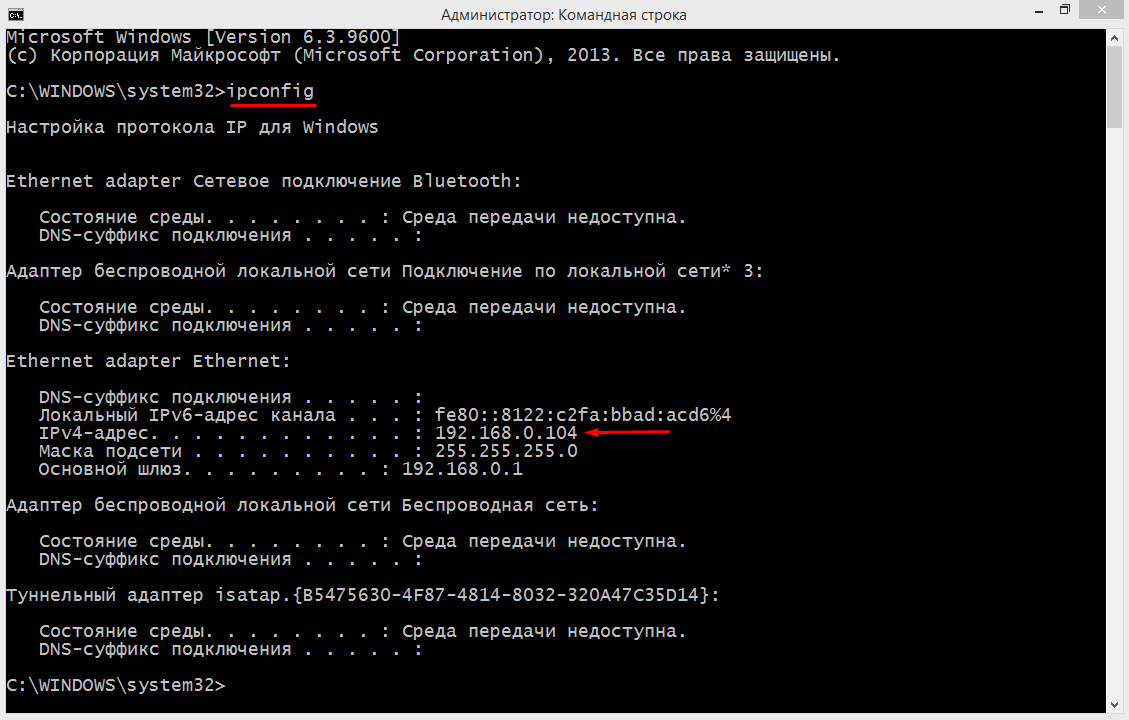 Администратор: Командная строка
Microsoft Windows [Version 6.3.9600]
(c) Корпорация Майкрософт (Microsoft Corporation), 2013. Все права защищены.
C:\WINDOWS\system32>ipconfig
Настройка протокола IP для Windows
Ethernet adapter Сетевое подключение Bluetooth:
Состояние среды. . . . . . . . : Среда передачи недоступна.
DNS-суффикс подключения . . . . . :
Адаптер беспроводной локальной сети Подключение по локальной сети* 3:
Состояние среды. . . . . . . . : Среда передачи недоступна.
DNS-суффикс подключения . . . . . :
Ethernet adapter Ethernet:
DNS-суффикс подключения . . . . . :
Локальный IPv6-адрес канала . . . : fe80::8122:c2fa:bbad:acd6%4
IPv4-адрес. . . . . . . . . . . . : 192.168.0.104
Маска подсети . . . . . . . . . . : 255.255.255.0
Основной шлюз. . . . . . . . . : 192.168.0.1
Адаптер беспроводной локальной сети Беспроводная сеть:
Состояние среды. . . . . . . . : Среда передачи недоступна.
DNS-суффикс подключения . . . . . :
Туннельный адаптер isatap.{B5475630-4F87-4814-8032-320A47C35D14}:
Состояние среды. . . . . . . . : Среда передачи недоступна.
DNS-суффикс подключения . . . . . :
C:\WINDOWS\system32>